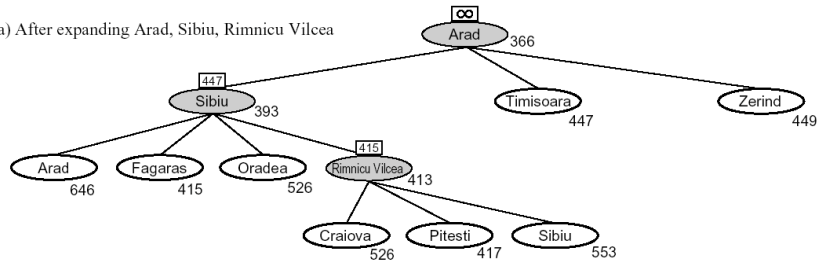 ∞
a) After expanding Arad, Sibiu, Rimnicu Vilcea
Arad
366
447
Sibiu
393
Timisoara
447
Zerind
449
415
Arad
646
Fagaras
415
Oradea
526
Rimnicu Vilcea
413
Craiova
526
Pitesti
417
Sibiu
553